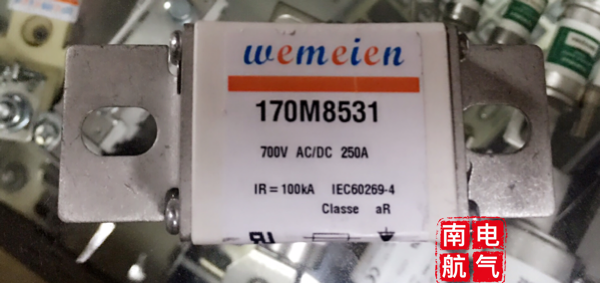 wemeien
170M8531
700V AC/DC 250A
IR=100kA IEC60269-4
Classe aR
南电
航气